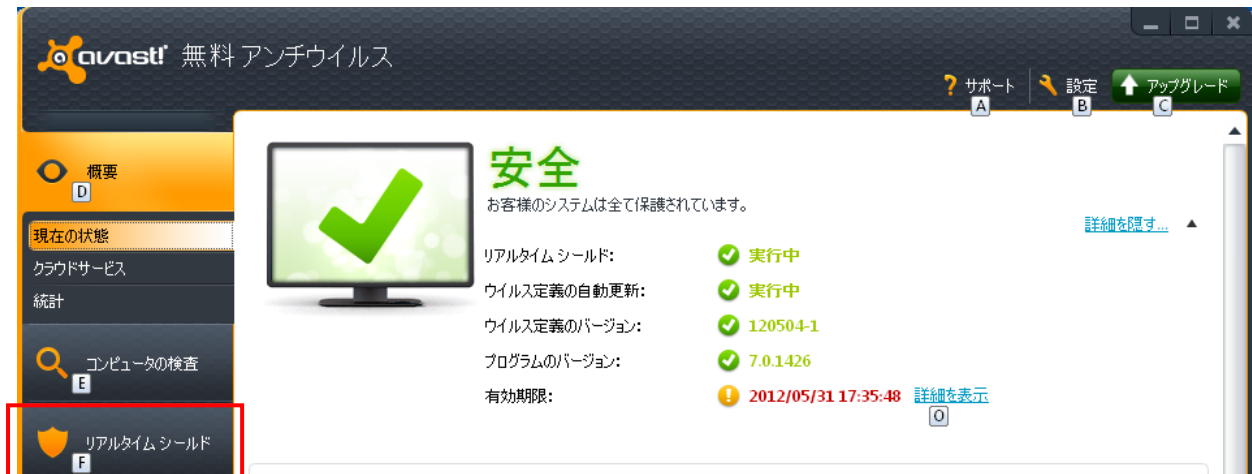 avast! 無料 アンチウイルス
サポート 設定 アップグレード
A B C
概要
D
現在の状態
クラウドサービス
統計
コンピュータの検査
E
リアルタイム シールド
F
安全
お客様のシステムは全て保護されています。
詳細を隠す...
リアルタイム シールド: 実行中
ウイルス定義の自動更新: 実行中
ウイルス定義のバージョン: 120504-1
プログラムのバージョン: 7.0.1426
有効期限: 2012/05/31 17:35:48 詳細を表示
O